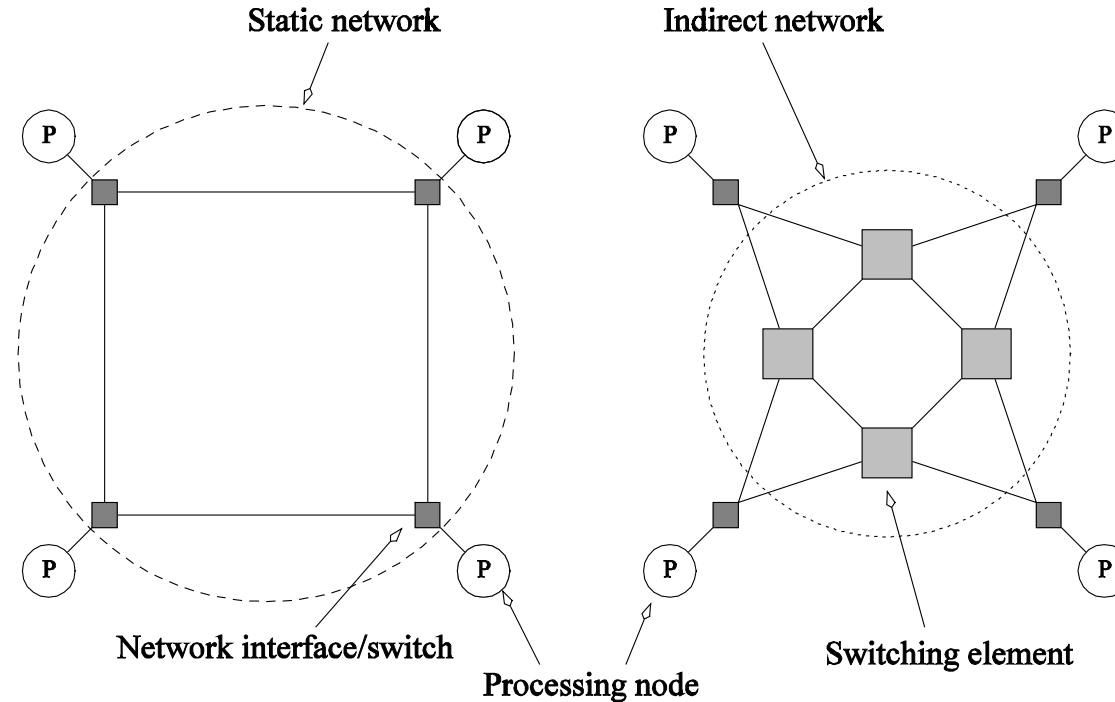 Static network
Indirect network
P
P
P
P
P
P
P
P
Network interface/switch
Switching element
Processing node